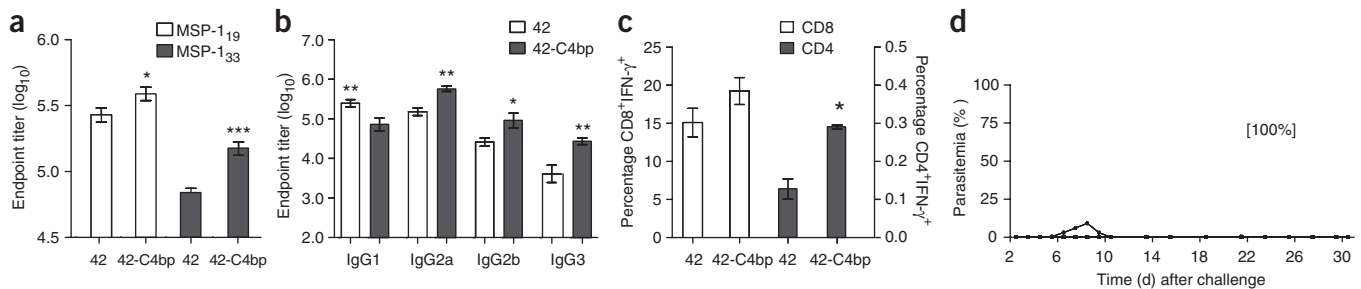 a
MSP-1₁₉
MSP-1₃₃
Endpoint titer (log₁₀)
6.0
5.5
5.0
4.5
*
***
42
42-C4bp
42
42-C4bp
b
42
42-C4bp
Endpoint titer (log₁₀)
7.0
6.0
5.0
4.0
3.0
2.0
**
**
*
**
IgG1
IgG2a
IgG2b
IgG3
c
CD8
CD4
Percentage CD8⁺IFN-γ⁺
25
20
15
10
5
0
*
Percentage CD4⁺IFN-γ⁺
0.5
0.4
0.3
0.2
0.1
0.0
42
42-C4bp
42
42-C4bp
d
Parasitemia (%)
100
75
50
25
0
[100%]
2
6
10
14
18
22
26
30
Time (d) after challenge